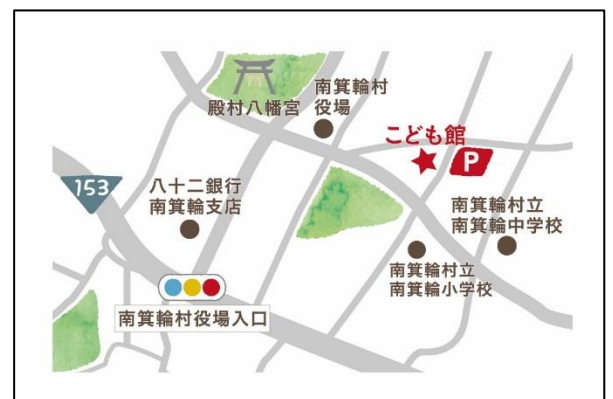 南箕輪村
役場
殿村八幡宮
こども館
P
153
八十二銀行
南箕輪支店
南箕輪村立
南箕輪中学校
南箕輪村立
南箕輪小学校
南箕輪村役場入口